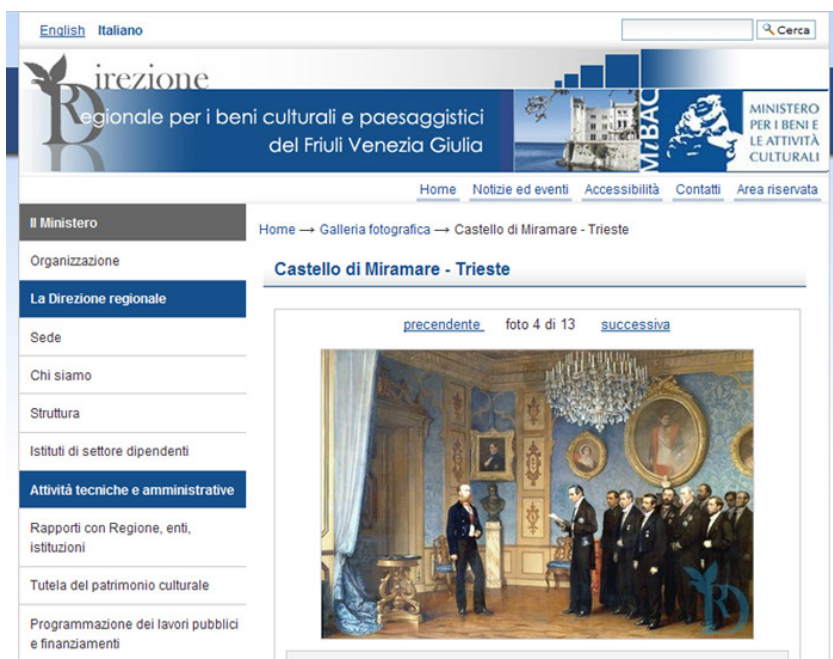 English Italiano
Cerca
Direzione
Regionale per i beni culturali e paesaggistici
del Friuli Venezia Giulia
MiBAC
MINISTERO
PER I BENI E
LE ATTIVITÀ
CULTURALI
Home Notizie ed eventi Accessibilità Contatti Area riservata
Il Ministero
Organizzazione
La Direzione regionale
Sede
Chi siamo
Struttura
Istituti di settore dipendenti
Attività tecniche e amministrative
Rapporti con Regione, enti,
istituzioni
Tutela del patrimonio culturale
Programmazione dei lavori pubblici
e finanziamenti
Home → Galleria fotografica → Castello di Miramare - Trieste
Castello di Miramare - Trieste
precendente foto 4 di 13 successiva
RD